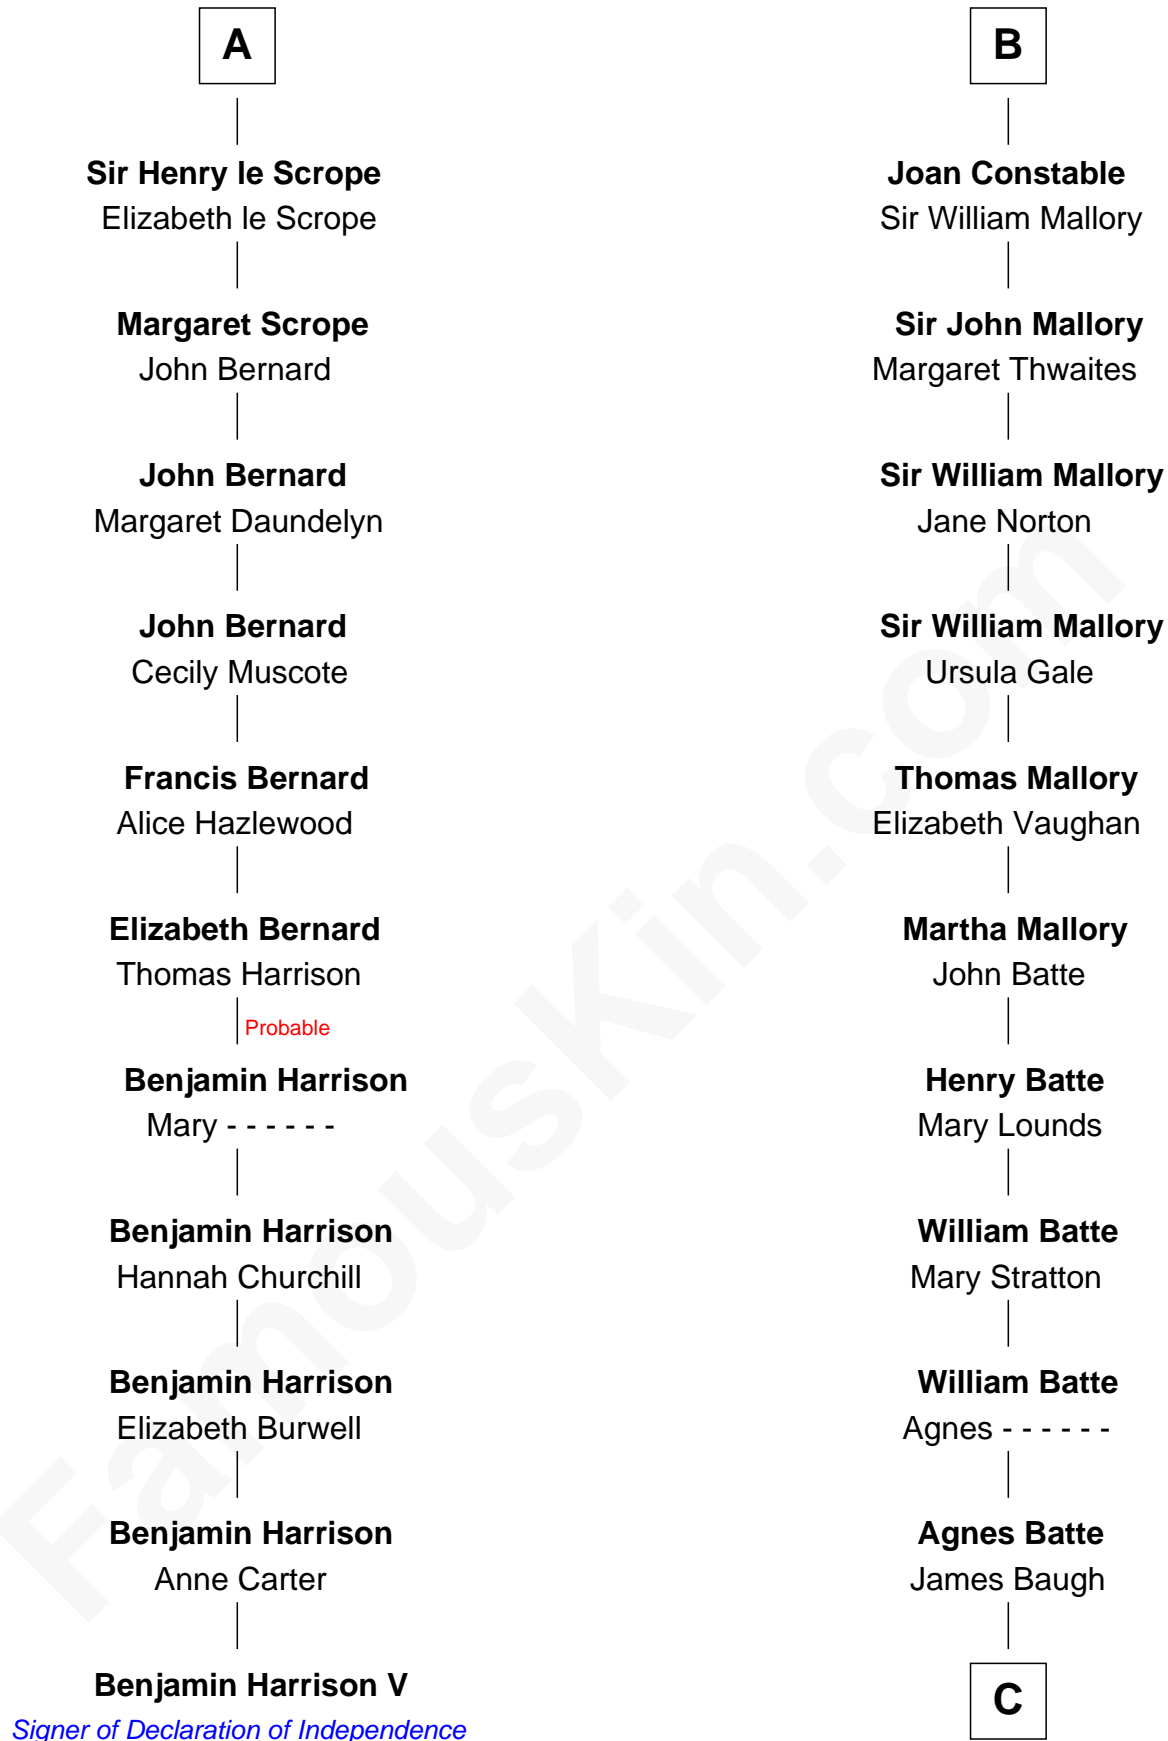 A
Sir Henry le Scrope
Elizabeth le Scrope
Margaret Scrope
John Bernard
John Bernard
Margaret Daundelyn
John Bernard
Cecily Muscote
Francis Bernard
Alice Hazlewood
Elizabeth Bernard
Thomas Harrison
Probable
Benjamin Harrison
Mary - - - - - -
Benjamin Harrison
Hannah Churchill
Benjamin Harrison
Elizabeth Burwell
Benjamin Harrison
Anne Carter
Benjamin Harrison V
Signer of Declaration of Independence
B
Joan Constable
Sir William Mallory
Sir John Mallory
Margaret Thwaites
Sir William Mallory
Jane Norton
Sir William Mallory
Ursula Gale
Thomas Mallory
Elizabeth Vaughan
Martha Mallory
John Batte
Henry Batte
Mary Lounds
William Batte
Mary Stratton
William Batte
Agnes - - - - - -
Agnes Batte
James Baugh
C
FamousKin.com